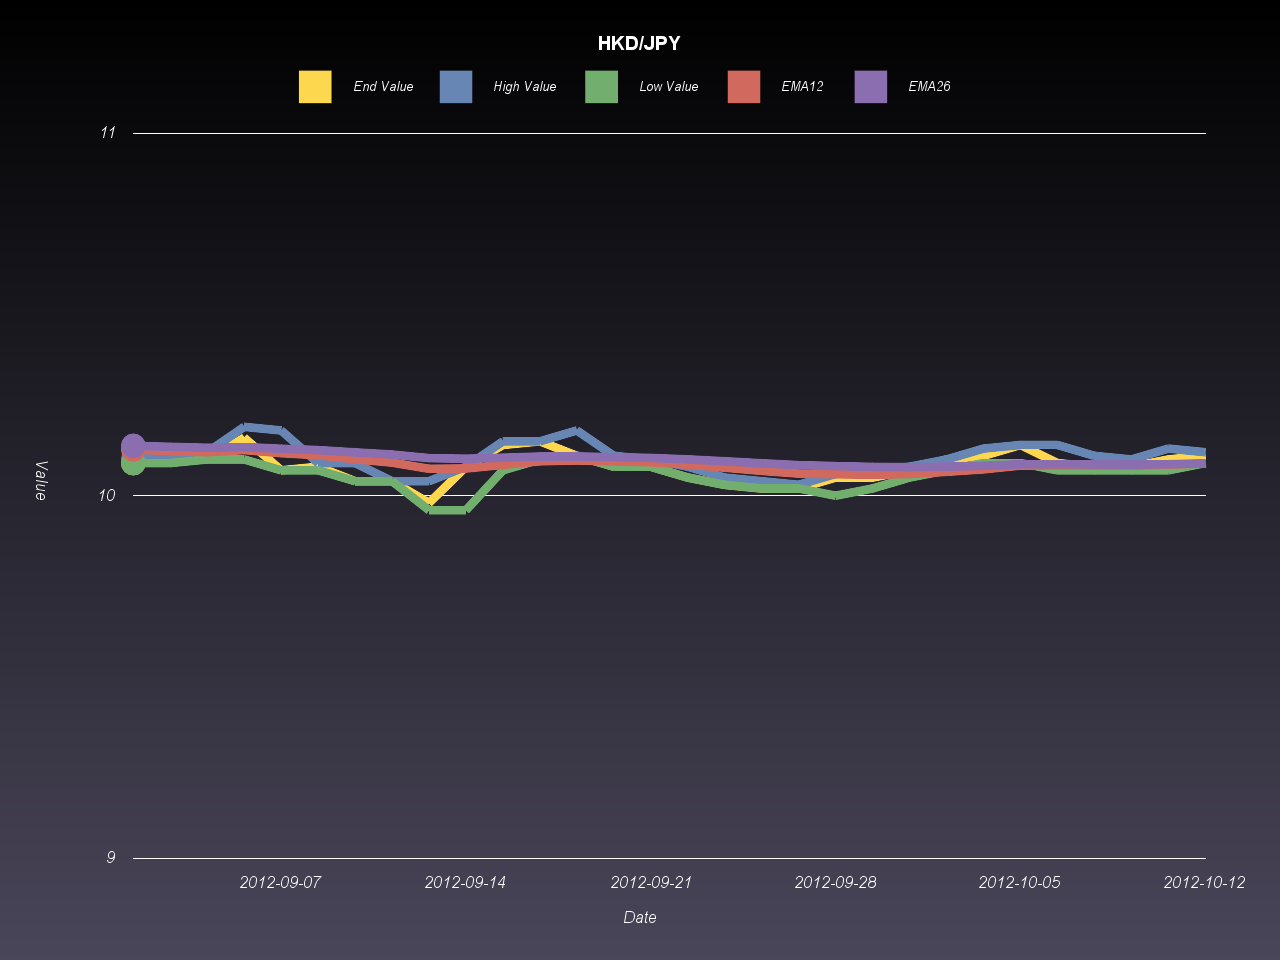 HKD/JPY
End Value High Value Low Value EMA12 EMA26
11
10
9
Value
2012-09-07 2012-09-14 2012-09-21 2012-09-28 2012-10-05 2012-10-12
Date